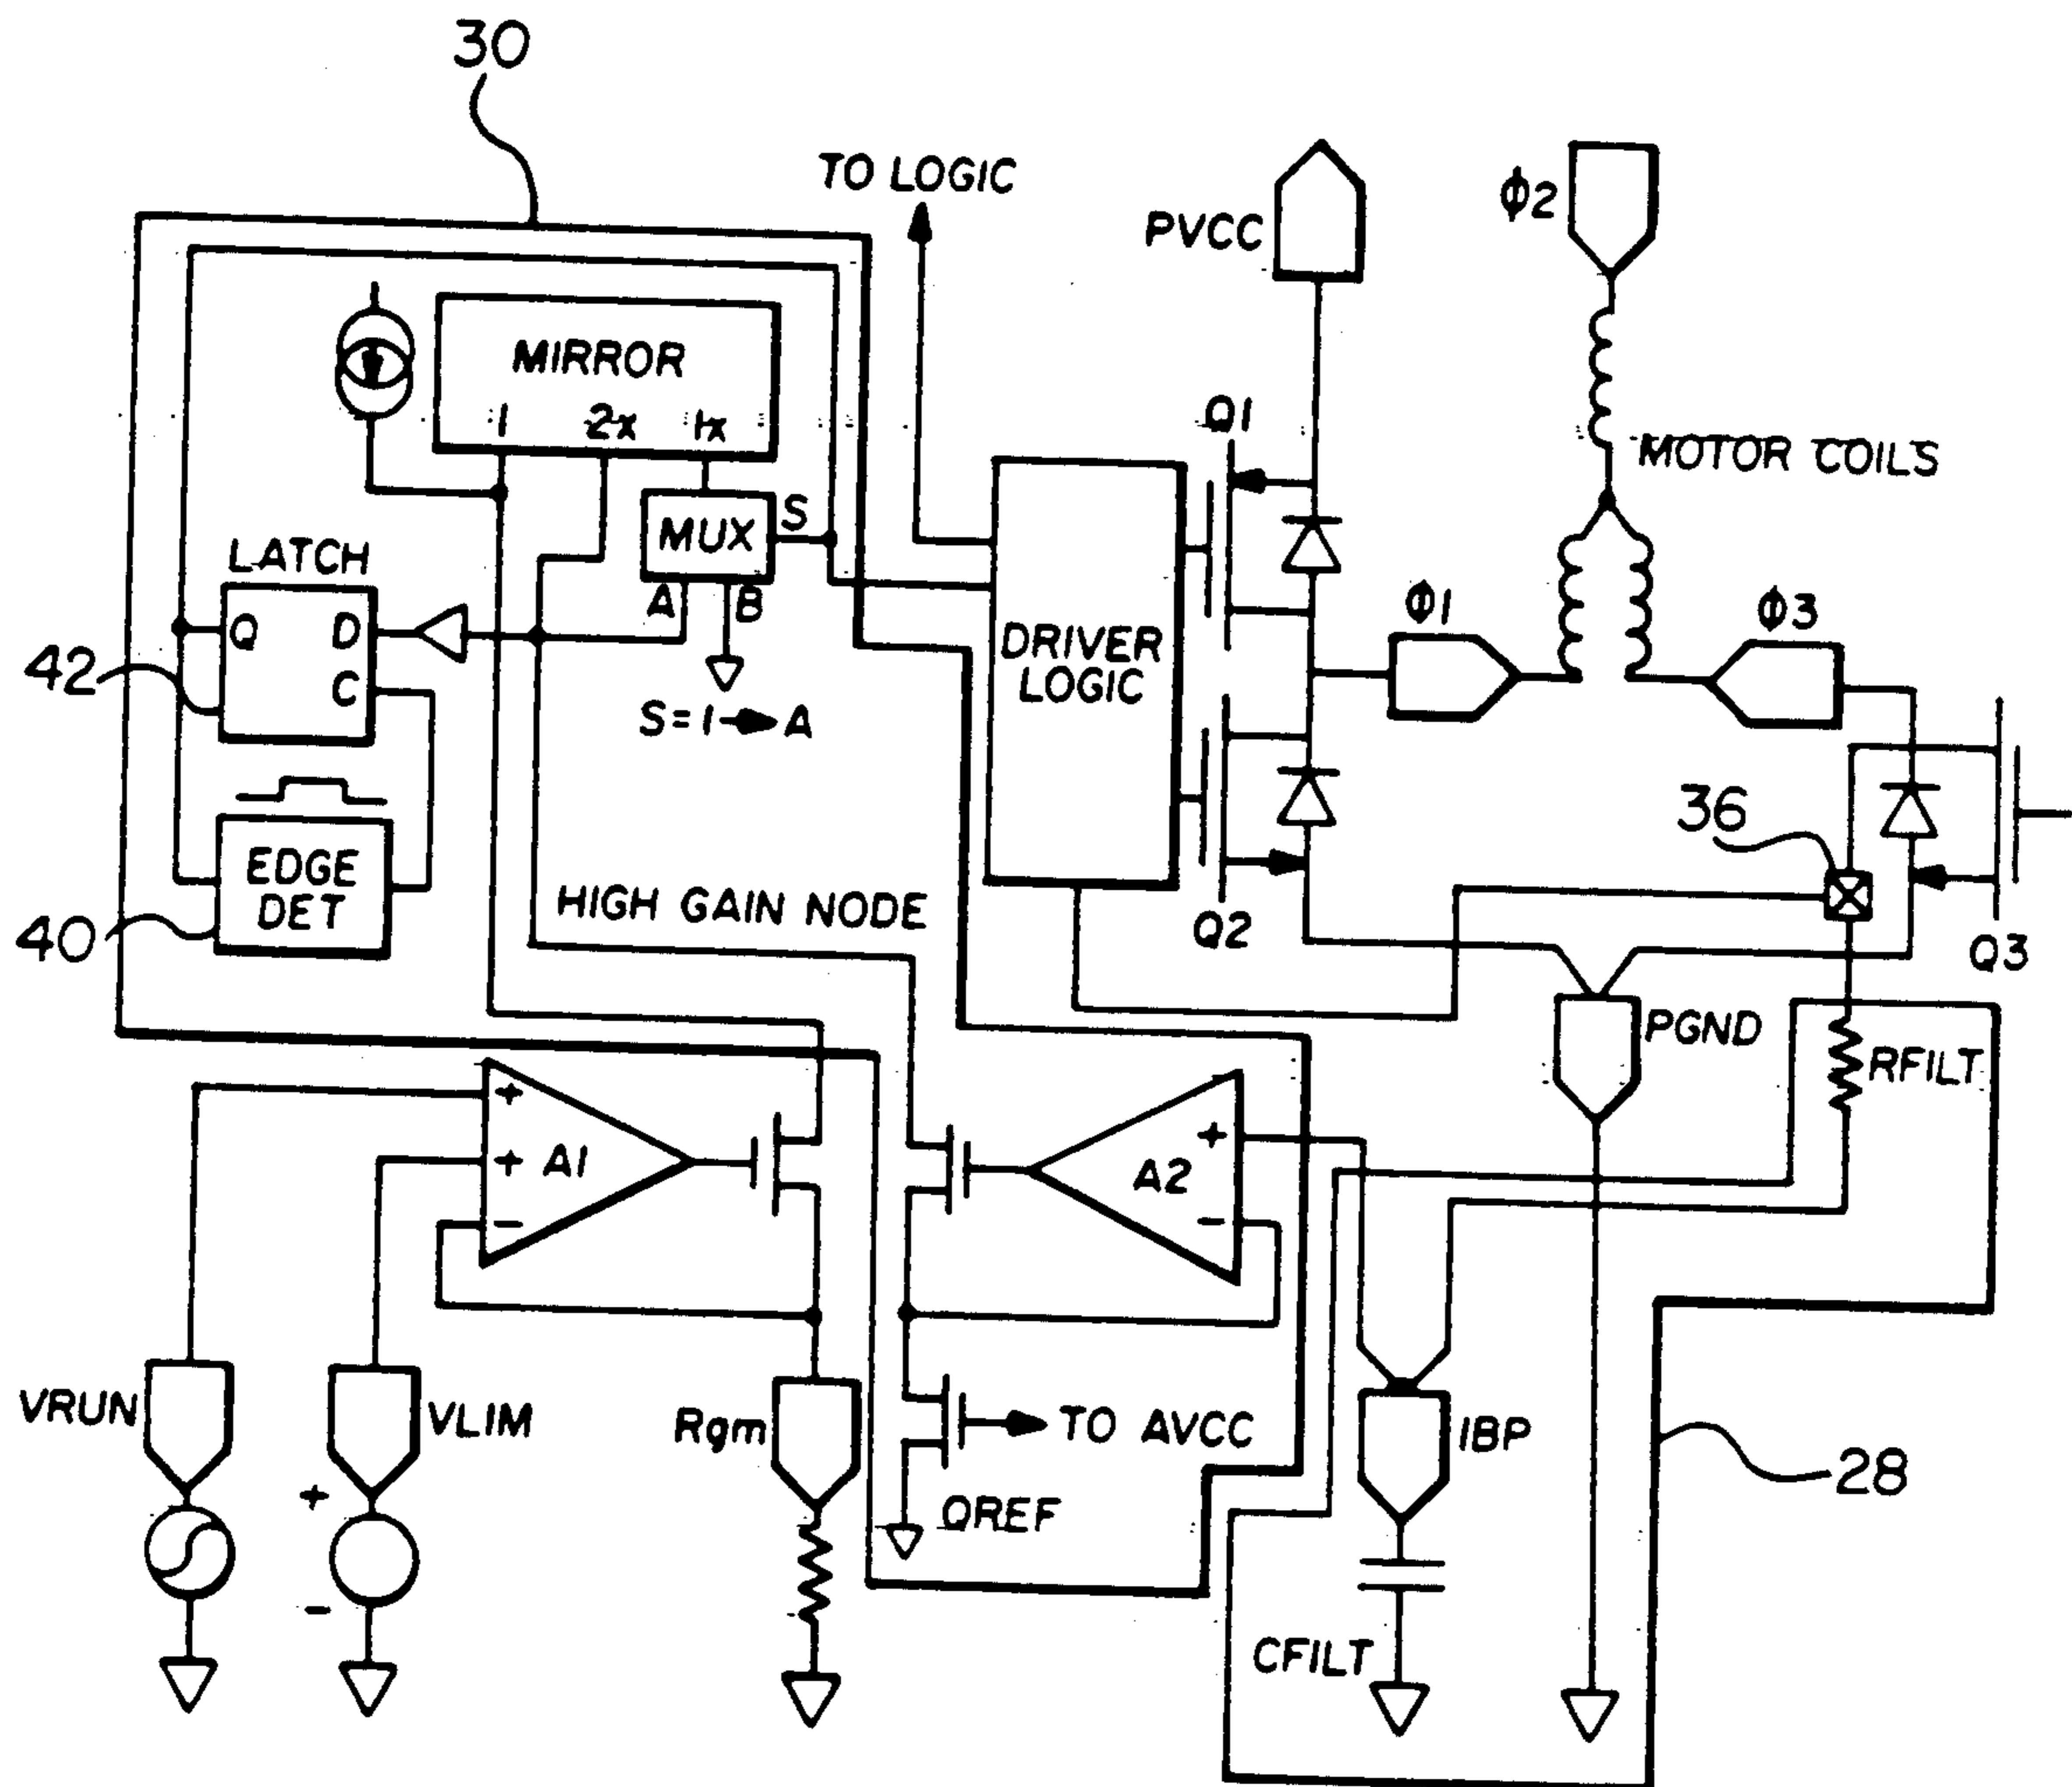 30
TO LOGIC
PVCC
Φ2
MIRROR
1 2x 1x
Q1
MOTOR COILS
MUX S
LATCH
A B
Q D
C
S=1→A
DRIVER
LOGIC
Φ1
Φ3
42
36
EDGE
DET
40
HIGH GAIN NODE
Q2
Q3
PGND
RFILT
+
+ A1
-
+
A2
-
VRUN
VLIM
+
-
Rgm
TO AVCC
IBP
28
QREF
CFILT